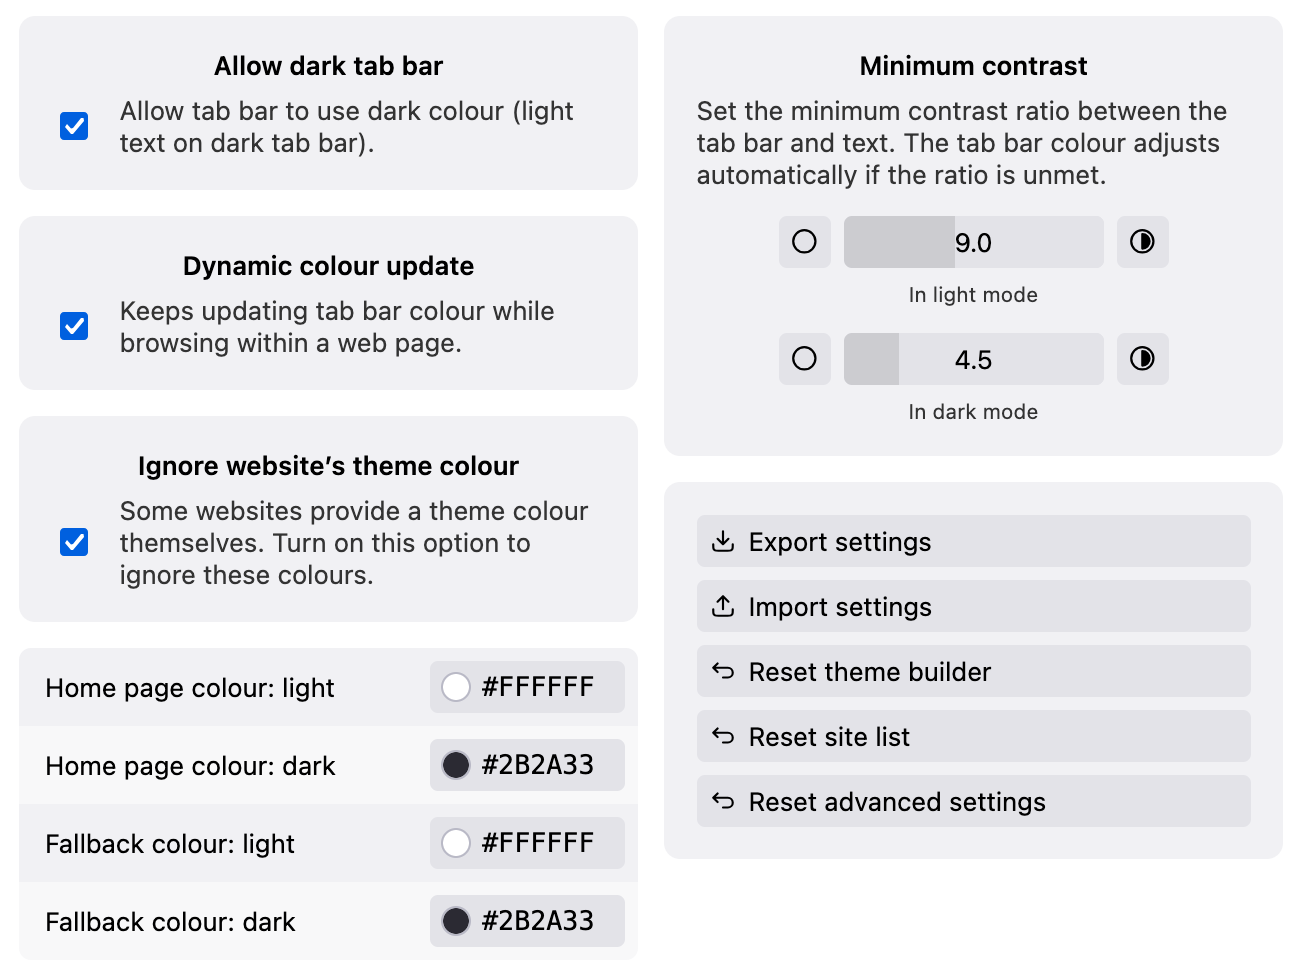 Allow dark tab bar
Allow tab bar to use dark colour (light
text on dark tab bar).
Dynamic colour update
Keeps updating tab bar colour while
browsing within a web page.
Ignore website’s theme colour
Some websites provide a theme colour
themselves. Turn on this option to
ignore these colours.
Home page colour: light #FFFFFF
Home page colour: dark #2B2A33
Fallback colour: light #FFFFFF
Fallback colour: dark #2B2A33
Minimum contrast
Set the minimum contrast ratio between the
tab bar and text. The tab bar colour adjusts
automatically if the ratio is unmet.
9.0
In light mode
4.5
In dark mode
Export settings
Import settings
Reset theme builder
Reset site list
Reset advanced settings